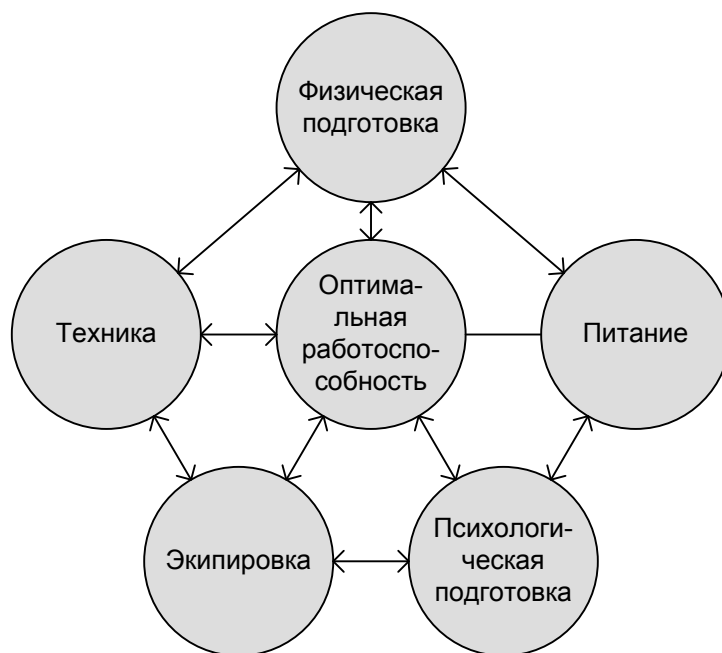 Физическая
подготовка
Техника
Оптима-
льная
работоспо-
собность
Питание
Экипировка
Психологи-
ческая
подготовка